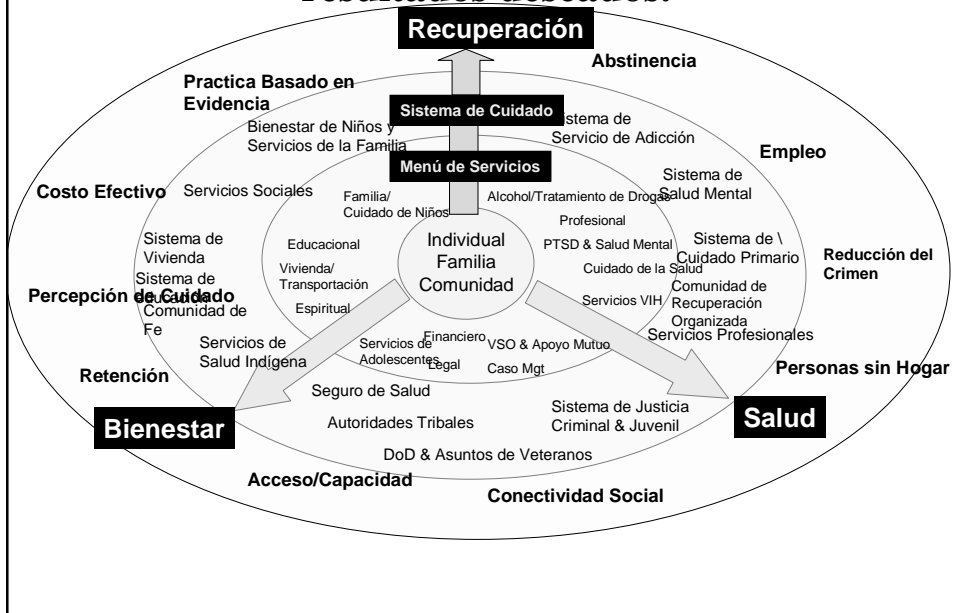 resultados deseados:
Recuperación
Abstinencia
Practica Basado en
Evidencia
Sistema de Cuidado
Sistema de
Servicio de Adicción
Bienestar de Niños y
Servicios de la Familia
Empleo
Menú de Servicios
Sistema de
Salud Mental
Costo Efectivo
Servicios Sociales
Familia/
Cuidado de Niños
Alcohol/Tratamiento de Drogas
Profesional
Individual
Familia
Comunidad
Educacional
PTSD & Salud Mental
Sistema de \
Cuidado Primario
Sistema de
Vivienda
Reducción del
Crimen
Vivienda/
Transportación
Cuidado de la Salud
Sistema de
educación
Percepción de Cuidado
Comunidad de
Fe
Espiritual
Servicios VIH
Comunidad de
Recuperación
Organizada
Servicios Profesionales
Servicios de
Salud Indígena
Servicios de
Adolescentes
Financiero
Legal
VSO & Apoyo Mutuo
Caso Mgt
Retención
Personas sin Hogar
Seguro de Salud
Bienestar
Salud
Autoridades Tribales
Sistema de Justicia
Criminal & Juvenil
DoD & Asuntos de Veteranos
Acceso/Capacidad
Conectividad Social